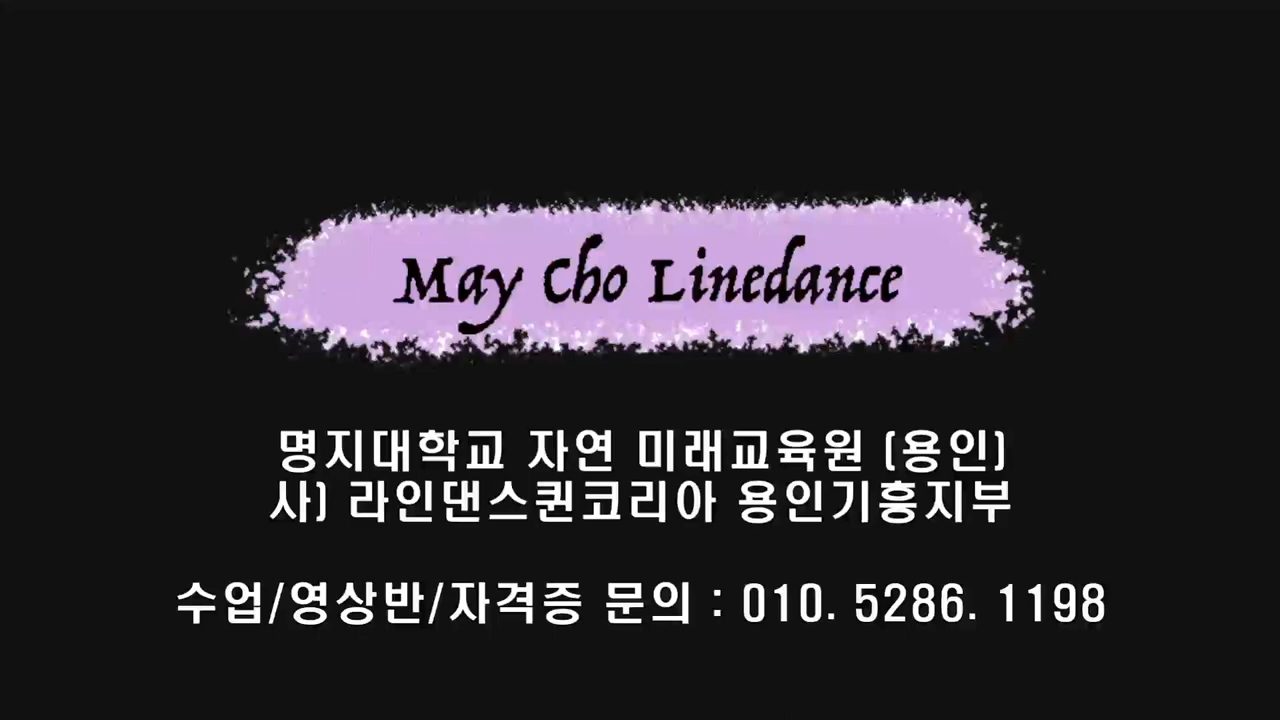 May Cho Linedance
명지대학교 자연 미래교육원 (용인)
사) 라인댄스퀸코리아 용인기흥지부
수업/영상반/자격증 문의 : 010. 5286. 1198